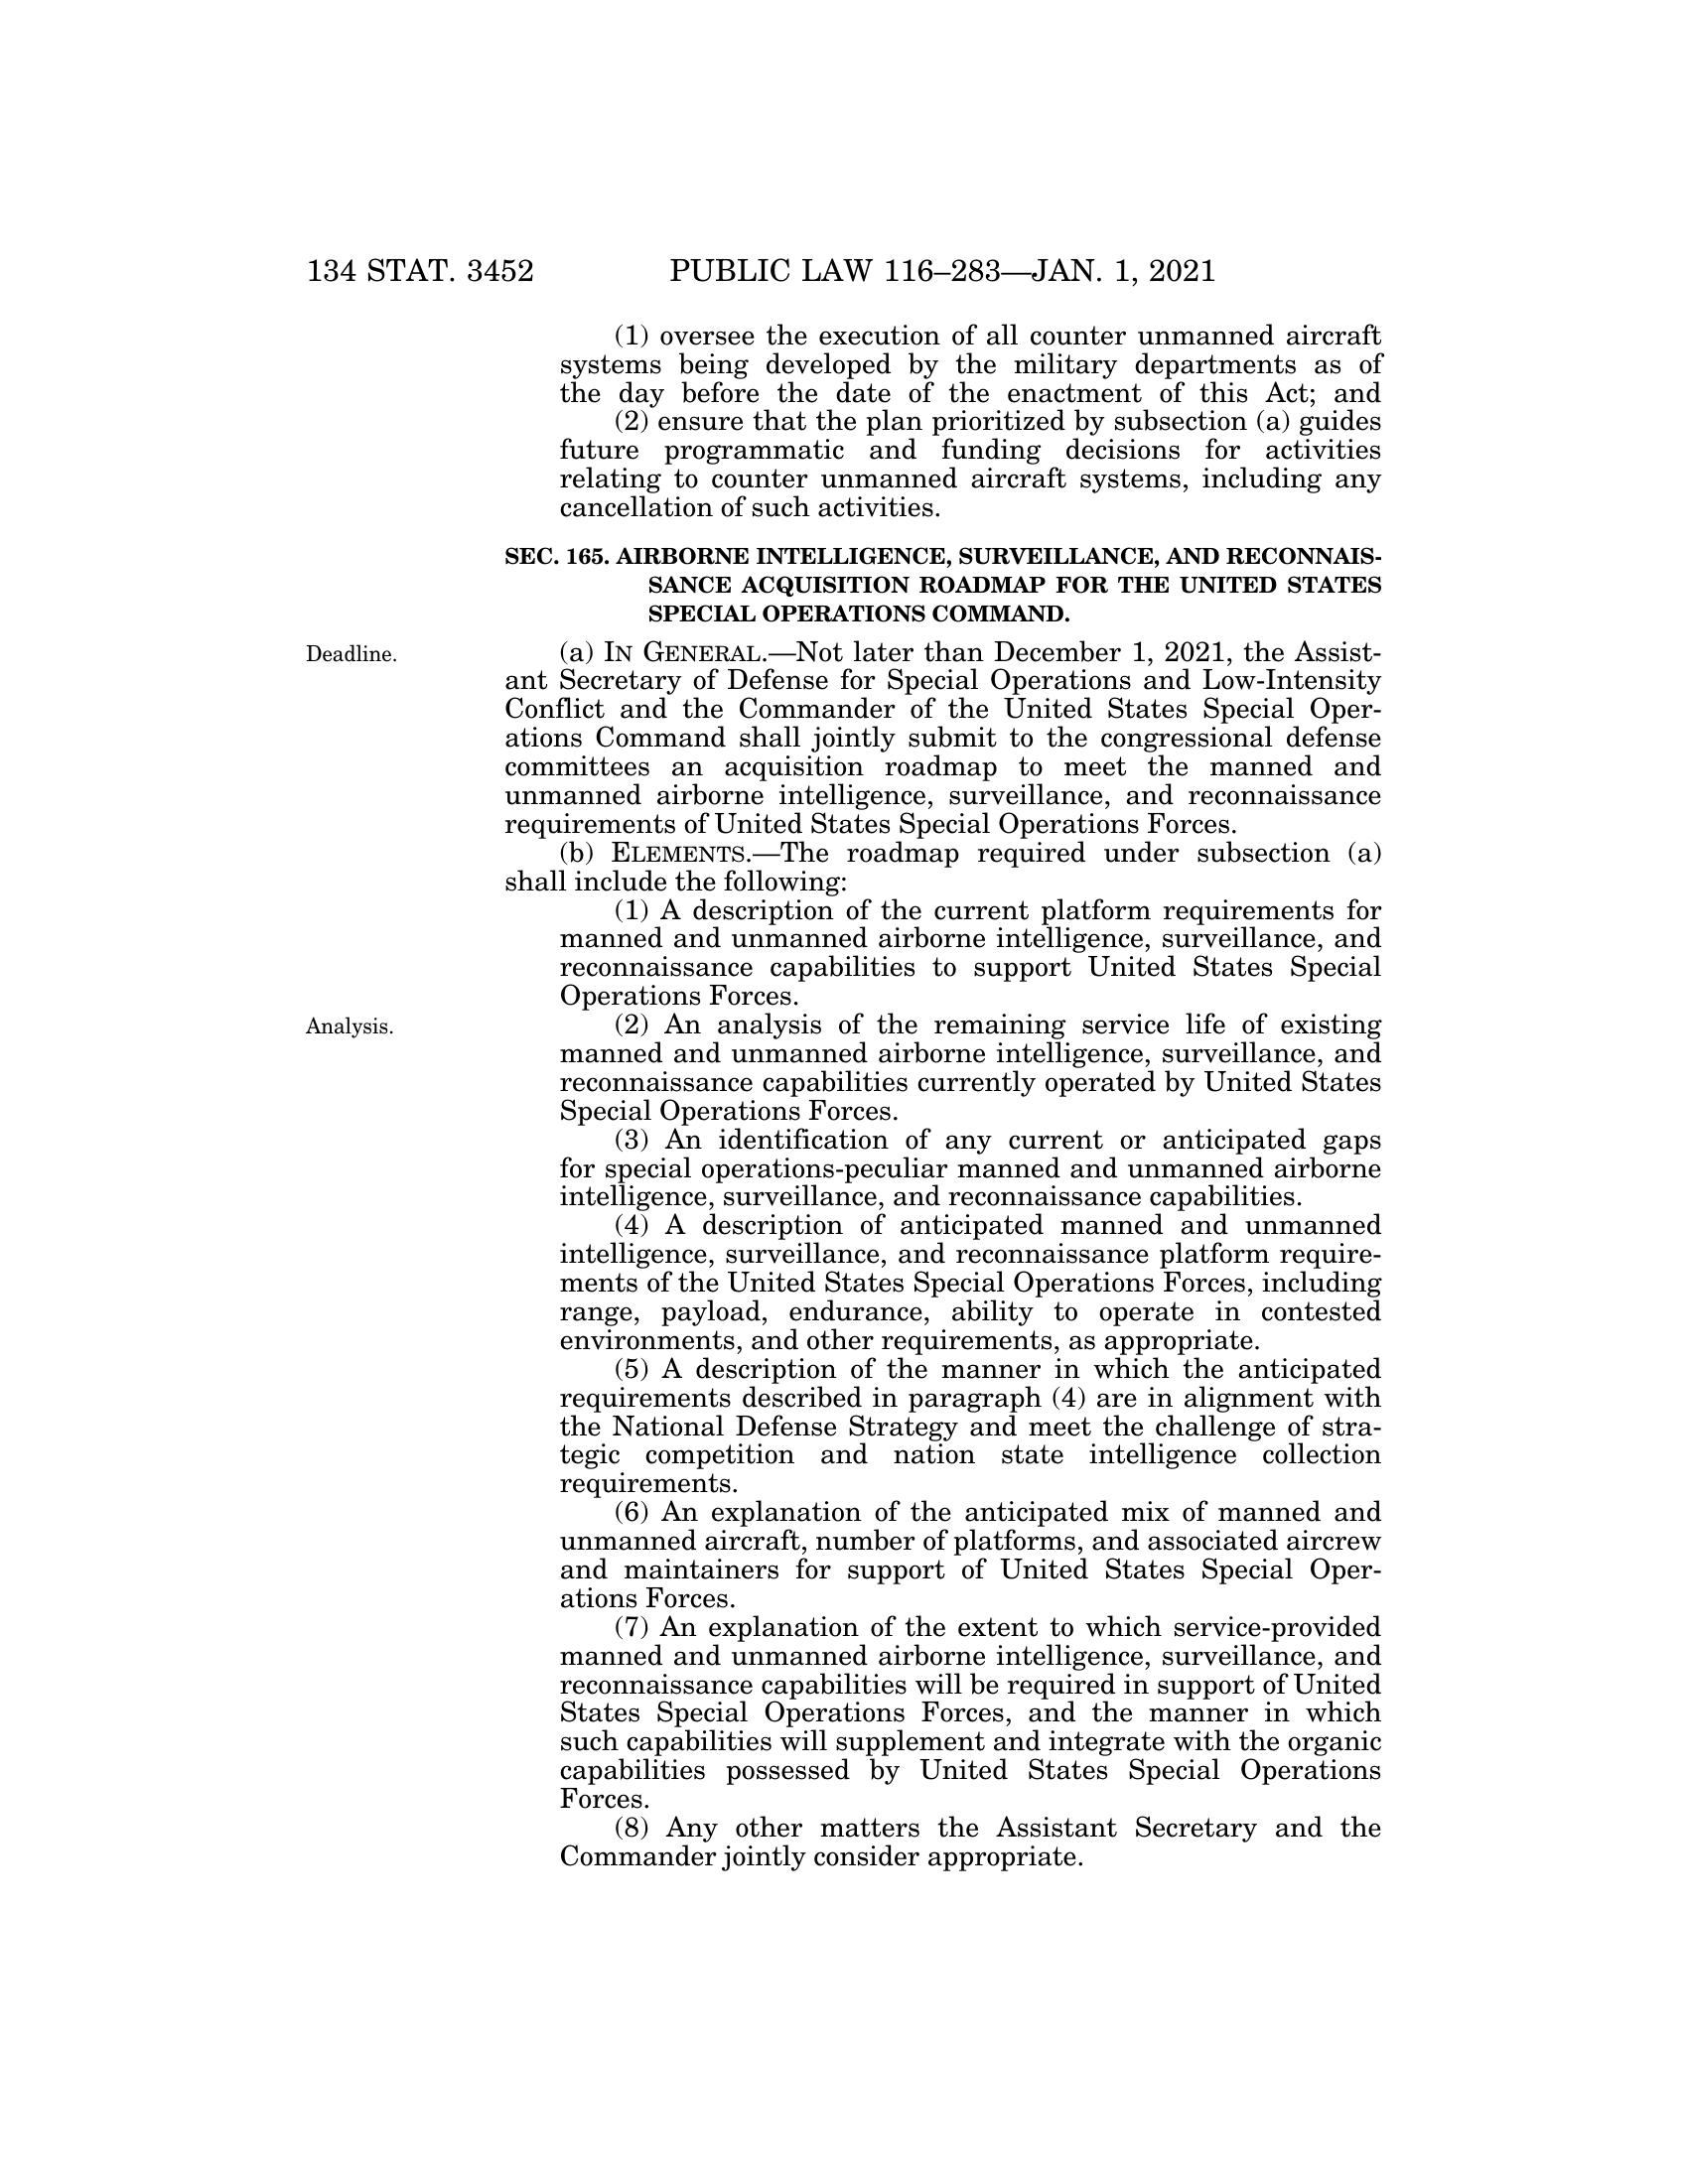 134 STAT. 3452
PUBLIC LAW 116–283—JAN. 1, 2021
(1) oversee the execution of all counter unmanned aircraft
systems being developed by the military departments as of
the day before the date of the enactment of this Act; and
(2) ensure that the plan prioritized by subsection (a) guides
future programmatic and funding decisions for activities
relating to counter unmanned aircraft systems, including any
cancellation of such activities.
SEC. 165. AIRBORNE INTELLIGENCE, SURVEILLANCE, AND RECONNAIS-
SANCE ACQUISITION ROADMAP FOR THE UNITED STATES
SPECIAL OPERATIONS COMMAND.
Deadline.
(a) IN GENERAL.—Not later than December 1, 2021, the Assist-
ant Secretary of Defense for Special Operations and Low-Intensity
Conflict and the Commander of the United States Special Oper-
ations Command shall jointly submit to the congressional defense
committees an acquisition roadmap to meet the manned and
unmanned airborne intelligence, surveillance, and reconnaissance
requirements of United States Special Operations Forces.
(b) ELEMENTS.—The roadmap required under subsection (a)
shall include the following:
(1) A description of the current platform requirements for
manned and unmanned airborne intelligence, surveillance, and
reconnaissance capabilities to support United States Special
Operations Forces.
Analysis.
(2) An analysis of the remaining service life of existing
manned and unmanned airborne intelligence, surveillance, and
reconnaissance capabilities currently operated by United States
Special Operations Forces.
(3) An identification of any current or anticipated gaps
for special operations-peculiar manned and unmanned airborne
intelligence, surveillance, and reconnaissance capabilities.
(4) A description of anticipated manned and unmanned
intelligence, surveillance, and reconnaissance platform require-
ments of the United States Special Operations Forces, including
range, payload, endurance, ability to operate in contested
environments, and other requirements, as appropriate.
(5) A description of the manner in which the anticipated
requirements described in paragraph (4) are in alignment with
the National Defense Strategy and meet the challenge of stra-
tegic competition and nation state intelligence collection
requirements.
(6) An explanation of the anticipated mix of manned and
unmanned aircraft, number of platforms, and associated aircrew
and maintainers for support of United States Special Oper-
ations Forces.
(7) An explanation of the extent to which service-provided
manned and unmanned airborne intelligence, surveillance, and
reconnaissance capabilities will be required in support of United
States Special Operations Forces, and the manner in which
such capabilities will supplement and integrate with the organic
capabilities possessed by United States Special Operations
Forces.
(8) Any other matters the Assistant Secretary and the
Commander jointly consider appropriate.